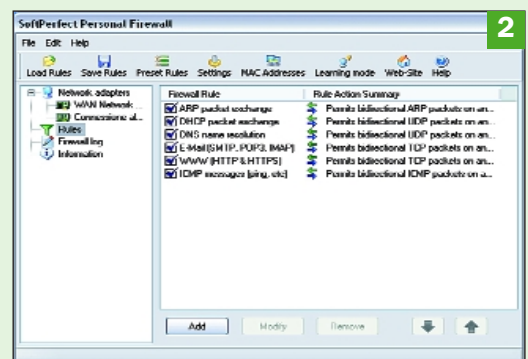 SoftPerfect Personal Firewall
2
File Edit Help
Load Rules Save Rules Preset Rules Settings MAC Addresses Learning mode Web-Site Help
Network adapters
WAN Network ...
Connessione al...
Rules
Firewall log
Information
Firewall Rule Rule Action Summary
ARP packet exchange Permits bidirectional ARP packets on an...
DHCP packet exchange Permits bidirectional UDP packets on an...
DNS name resolution Permits bidirectional UDP packets on an...
E-Mail (SMTP, POP3, IMAP) Permits bidirectional TCP packets on an...
WWW (HTTP & HTTPS) Permits bidirectional TCP packets on an...
ICMP messages (ping, etc) Permits bidirectional ICMP packets on a...
Add Modify Remove